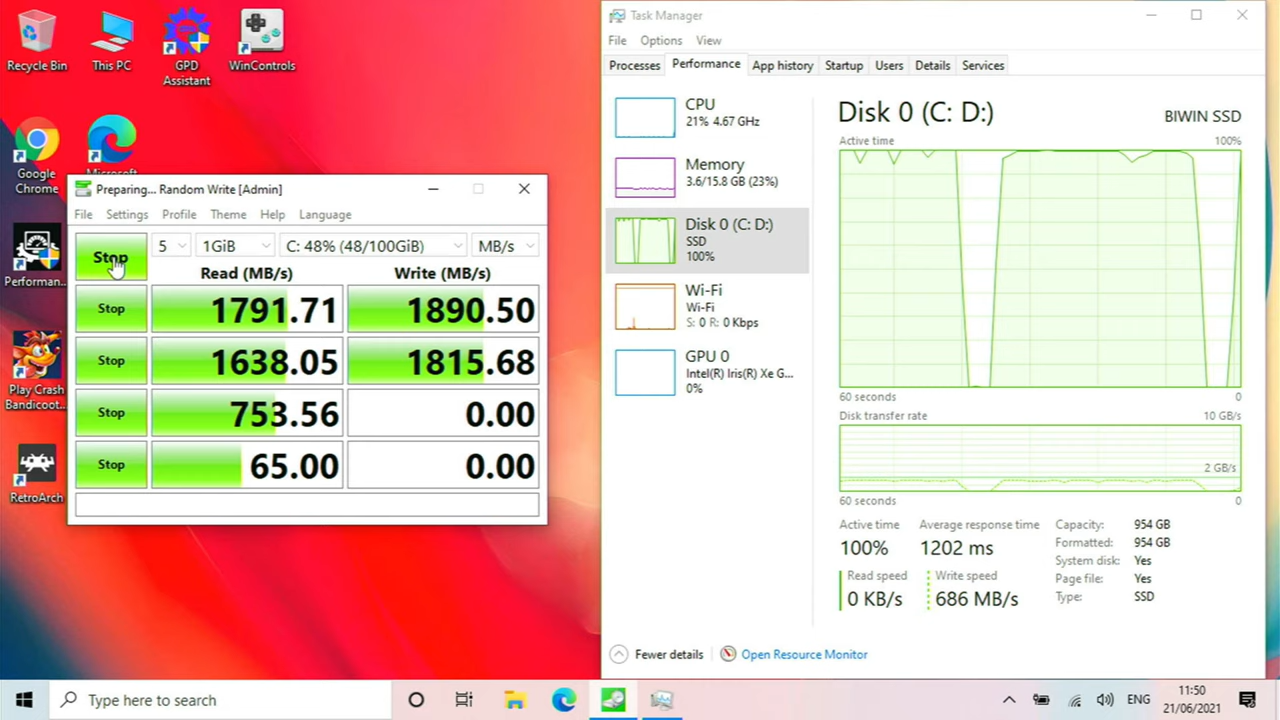 Recycle Bin
This PC
GPD
Assistant
WinControls
Google
Chrome
Microsoft
Performan...
Play Crash
Bandicoot...
RetroArch
Preparing... Random Write [Admin]
File Settings Profile Theme Help Language
Stop 5 1GiB C: 48% (48/100GiB) MB/s
Read (MB/s) Write (MB/s)
Stop 1791.71 1890.50
Stop 1638.05 1815.68
Stop 753.56 0.00
Stop 65.00 0.00
Task Manager
File Options View
Processes Performance App history Startup Users Details Services
CPU
21% 4.67 GHz
Memory
3.6/15.8 GB (23%)
Disk 0 (C: D:)
SSD
100%
Wi-Fi
Wi-Fi
S: 0 R: 0 Kbps
GPU 0
Intel(R) Iris(R) Xe G...
0%
Disk 0 (C: D:) BIWIN SSD
Active time 100%
60 seconds 0
Disk transfer rate 10 GB/s
2 GB/s
60 seconds 0
Active time Average response time
100% 1202 ms
Read speed Write speed
0 KB/s 686 MB/s
Capacity: 954 GB
Formatted: 954 GB
System disk: Yes
Page file: Yes
Type: SSD
Fewer details Open Resource Monitor
Type here to search
ENG
11:50
21/06/2021